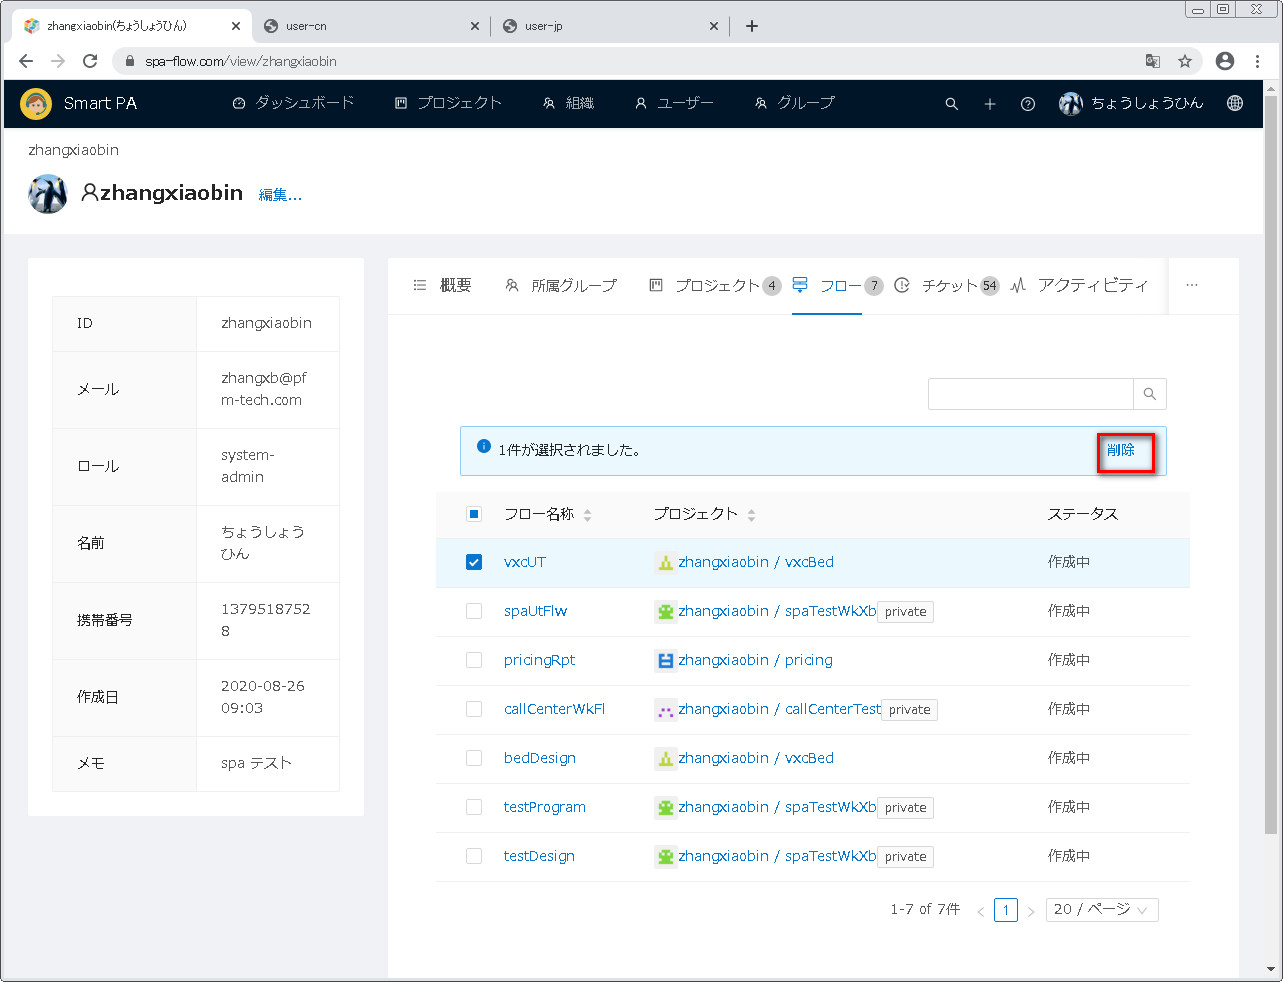 zhangxiaobin(ちょうしょうひん)
user-cn
user-jp
spa-flow.com/view/zhangxiaobin
Smart PA
ダッシュボード
プロジェクト
組織
ユーザー
グループ
ちょうしょうひん
zhangxiaobin
zhangxiaobin
編集...
ID
zhangxiaobin
メール
zhangxb@pf
m-tech.com
ロール
system-
admin
名前
ちょうしょう
ひん
携帯番号
1379518752
8
作成日
2020-08-26
09:03
メモ
spa テスト
概要
所属グループ
プロジェクト 4
フロー 7
チケット 54
アクティビティ
...
1件が選択されました。
削除
フロー名称
プロジェクト
ステータス
vxcUT
zhangxiaobin / vxcBed
作成中
spaUtFlw
zhangxiaobin / spaTestWkXb private
作成中
pricingRpt
zhangxiaobin / pricing
作成中
callCenterWkFl
zhangxiaobin / callCenterTest private
作成中
bedDesign
zhangxiaobin / vxcBed
作成中
testProgram
zhangxiaobin / spaTestWkXb private
作成中
testDesign
zhangxiaobin / spaTestWkXb private
作成中
1-7 of 7件
1
20 / ページ